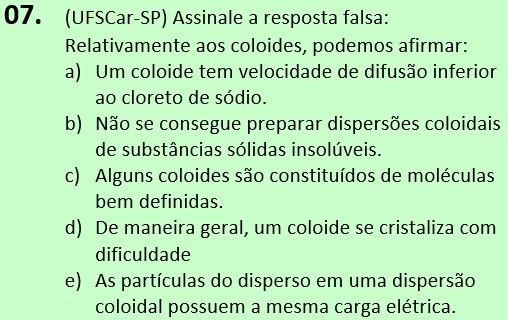 07. (UFSCar-SP) Assinale a resposta falsa:
Relativamente aos coloides, podemos afirmar:
a) Um coloide tem velocidade de difusão inferior
ao cloreto de sódio.
b) Não se consegue preparar dispersões coloidais
de substâncias sólidas insolúveis.
c) Alguns coloides são constituídos de moléculas
bem definidas.
d) De maneira geral, um coloide se cristaliza com
dificuldade
e) As partículas do disperso em uma dispersão
coloidal possuem a mesma carga elétrica.